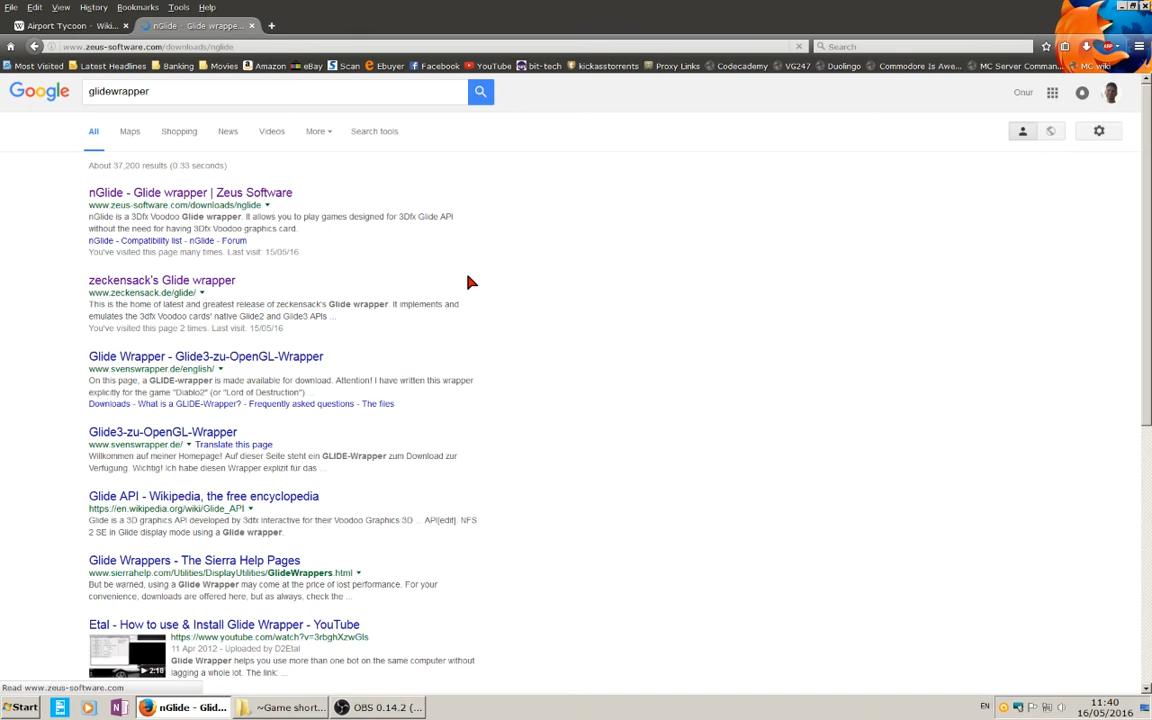 File Edit View History Bookmarks Tools Help
Airport Tycoon - Wiki... × nGlide - Glide wrappe... × +
www.zeus-software.com/downloads/nglide × Search
Most Visited Latest Headlines Banking Movies Amazon eBay Scan Ebuyer Facebook YouTube bit-tech kickasstorrents Proxy Links Codecademy VG247 Duolingo Commodore Is Awe... MC Server Comman... MC wiki
Google glidewrapper Onur
All Maps Shopping News Videos More Search tools
About 37,200 results (0.33 seconds)
nGlide - Glide wrapper | Zeus Software
www.zeus-software.com/downloads/nglide
nGlide is a 3Dfx Voodoo Glide wrapper. It allows you to play games designed for 3Dfx Glide API
without the need for having 3Dfx Voodoo graphics card.
nGlide - Compatibility list - nGlide - Forum
You've visited this page many times. Last visit: 15/05/16
zeckensack's Glide wrapper
www.zeckensack.de/glide/
This is the home of latest and greatest release of zeckensack's Glide wrapper. It implements and
emulates the 3dfx Voodoo cards' native Glide2 and Glide3 APIs ...
You've visited this page 2 times. Last visit: 15/05/16
Glide Wrapper - Glide3-zu-OpenGL-Wrapper
www.svenswrapper.de/english/
On this page, a GLIDE-wrapper is made available for download. Attention! I have written this wrapper
explicitly for the game "Diablo2" (or "Lord of Destruction") ...
Downloads - What is a GLIDE-Wrapper? - Frequently asked questions - The files
Glide3-zu-OpenGL-Wrapper
www.svenswrapper.de/ Translate this page
Willkommen auf meiner Homepage! Auf dieser Seite steht ein GLIDE-Wrapper zum Download zur
Verfügung. Wichtig! Ich habe diesen Wrapper explizit für das ...
Glide API - Wikipedia, the free encyclopedia
https://en.wikipedia.org/wiki/Glide_API
Glide is a 3D graphics API developed by 3dfx Interactive for their Voodoo Graphics 3D ... API[edit]. NFS
2 SE in Glide display mode using a Glide wrapper.
Glide Wrappers - The Sierra Help Pages
www.sierrahelp.com/Utilities/DisplayUtilities/GlideWrappers.html
But be warned, using a Glide Wrapper may come at the price of lost performance. For your
convenience, downloads are offered here, but as always, check the ...
Etal - How to use & Install Glide Wrapper - YouTube
https://www.youtube.com/watch?v=3rbghXzwGIs
11 Apr 2012 - Uploaded by D2Etal
Glide Wrapper helps you use more than one bot on the same computer without
lagging a whole lot. The link: ...
2:18
Read www.zeus-software.com
Start nGlide - Glid... ~Game short... OBS 0.14.2 (... EN 11:40
16/05/2016